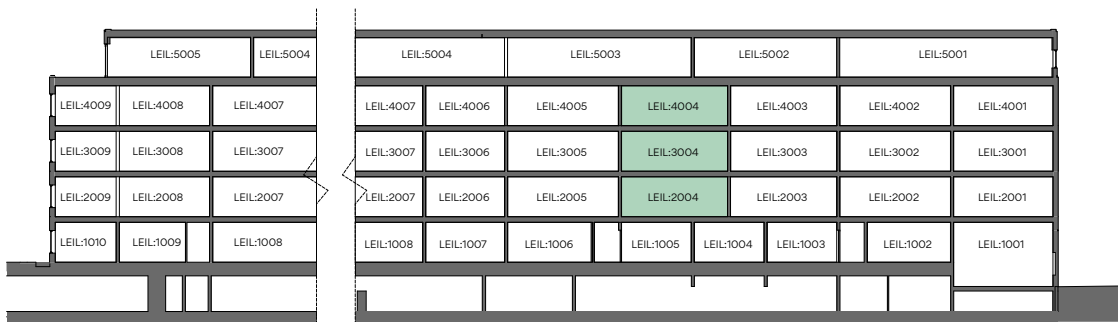 LEIL:5005 LEIL:5004 LEIL:5004 LEIL:5003 LEIL:5002 LEIL:5001
LEIL:4009 LEIL:4008 LEIL:4007 LEIL:4007 LEIL:4006 LEIL:4005 LEIL:4004 LEIL:4003 LEIL:4002 LEIL:4001
LEIL:3009 LEIL:3008 LEIL:3007 LEIL:3007 LEIL:3006 LEIL:3005 LEIL:3004 LEIL:3003 LEIL:3002 LEIL:3001
LEIL:2009 LEIL:2008 LEIL:2007 LEIL:2007 LEIL:2006 LEIL:2005 LEIL:2004 LEIL:2003 LEIL:2002 LEIL:2001
LEIL:1010 LEIL:1009 LEIL:1008 LEIL:1008 LEIL:1007 LEIL:1006 LEIL:1005 LEIL:1004 LEIL:1003 LEIL:1002 LEIL:1001